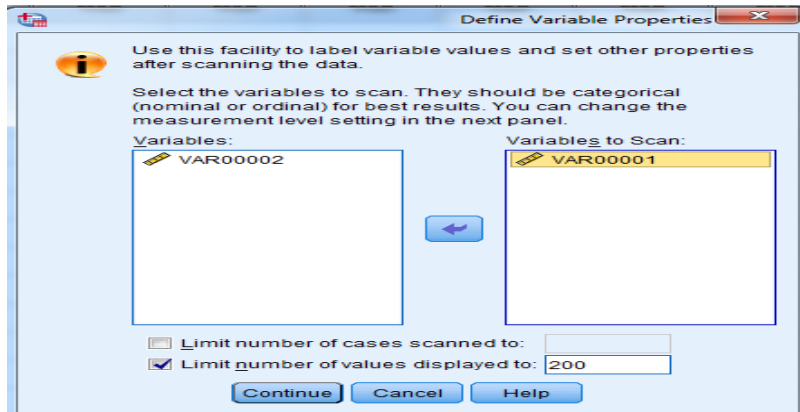 Define Variable Properties
Use this facility to label variable values and set other properties
after scanning the data.
Select the variables to scan. They should be categorical
(nominal or ordinal) for best results. You can change the
measurement level setting in the next panel.
Variables:
Variables to Scan:
VAR00002
VAR00001
Limit number of cases scanned to:
Limit number of values displayed to: 200
Continue
Cancel
Help